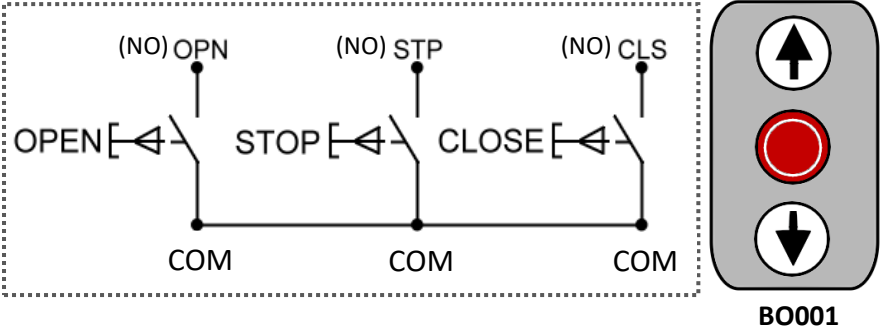 (NO) OPN (NO) STP (NO) CLS
OPEN STOP CLOSE
COM COM COM
BO001